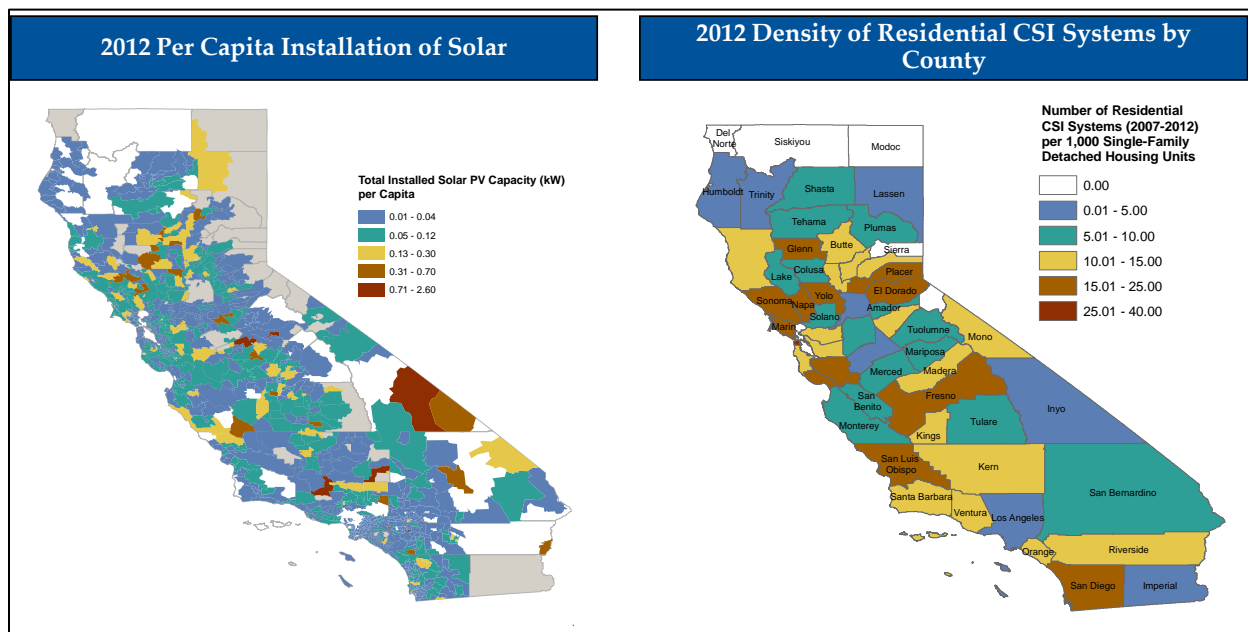 2012 Per Capita Installation of Solar
Total Installed Solar PV Capacity (kW)
per Capita
0.01 - 0.04
0.05 - 0.12
0.13 - 0.30
0.31 - 0.70
0.71 - 2.60
2012 Density of Residential CSI Systems by
County
Number of Residential
CSI Systems (2007-2012)
per 1,000 Single-Family
Detached Housing Units
0.00
0.01 - 5.00
5.01 - 10.00
10.01 - 15.00
15.01 - 25.00
25.01 - 40.00
Del
Norte
Siskiyou
Modoc
Humboldt
Trinity
Shasta
Lassen
Tehama
Plumas
Glenn
Butte
Sierra
Lake
Colusa
Placer
El Dorado
Sonoma
Napa
Yolo
Amador
Solano
Marin
Tuolumne
Mono
Mariposa
Merced
Madera
San
Benito
Fresno
Inyo
Monterey
Tulare
Kings
San Luis
Obispo
Kern
San Bernardino
Santa Barbara
Ventura
Los Angeles
Orange
Riverside
San Diego
Imperial